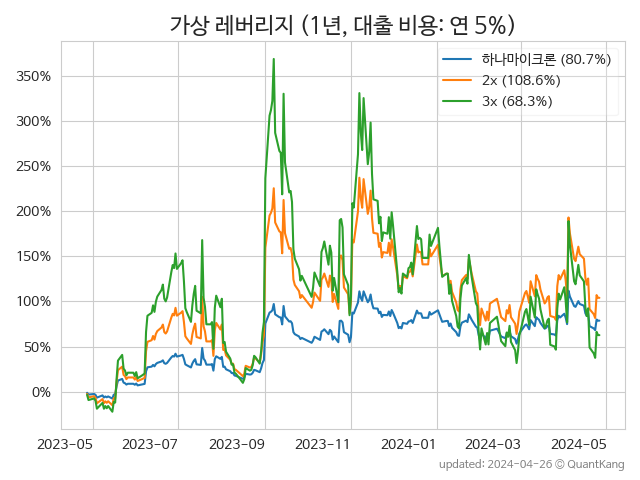 가상 레버리지 (1년, 대출 비용: 연 5%)
하나마이크론 (80.7%)
2x (108.6%)
3x (68.3%)
350%
300%
250%
200%
150%
100%
50%
0%
2023-05 2023-07 2023-09 2023-11 2024-01 2024-03 2024-05
updated: 2024-04-26 © QuantKang